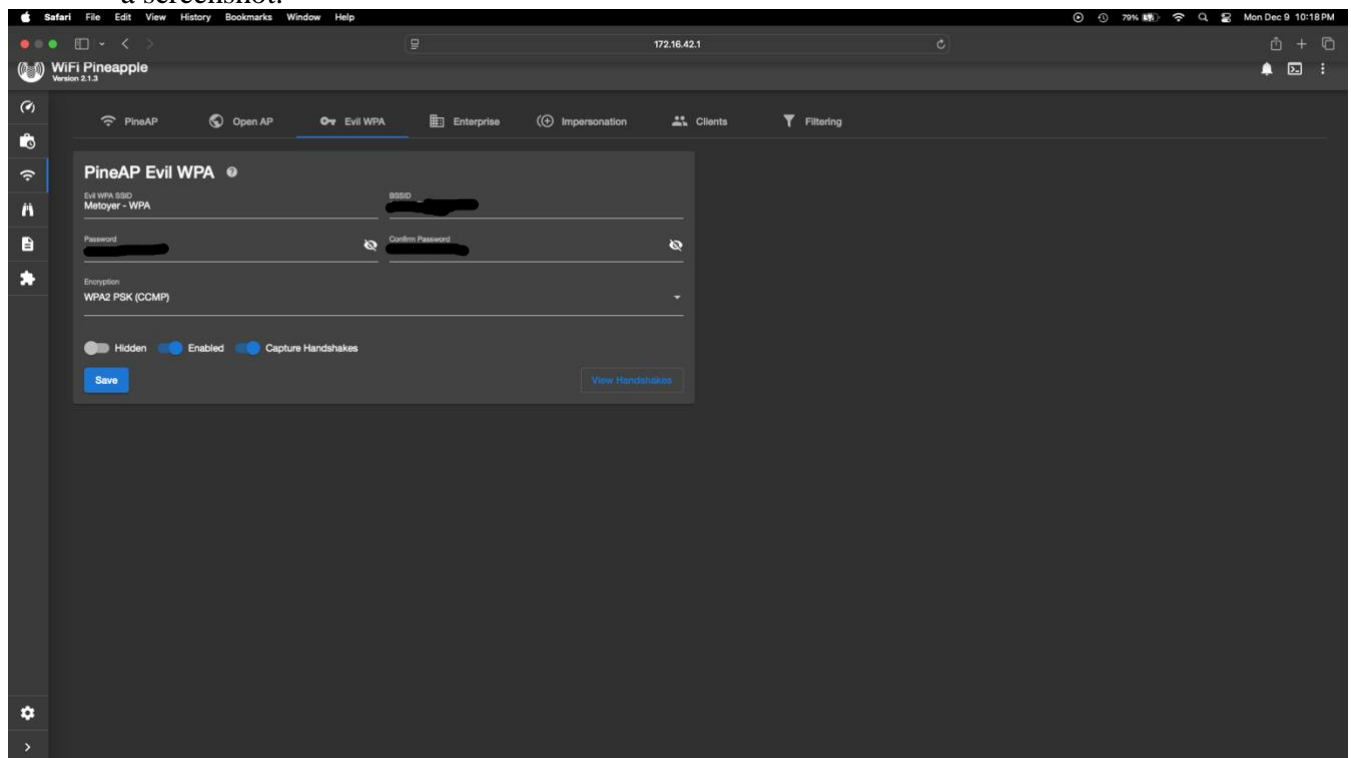 a screenshot.
Safari File Edit View History Bookmarks Window Help 79% Mon Dec 9 10:18 PM
172.16.42.1
WiFi Pineapple
Version 2.1.3
PineAP Open AP Evil WPA Enterprise Impersonation Clients Filtering
PineAP Evil WPA
Evil WPA SSID BSSID
Metoyer - WPA
Password Confirm Password
Encryption
WPA2 PSK (CCMP)
Hidden Enabled Capture Handshakes
Save View Handshakes